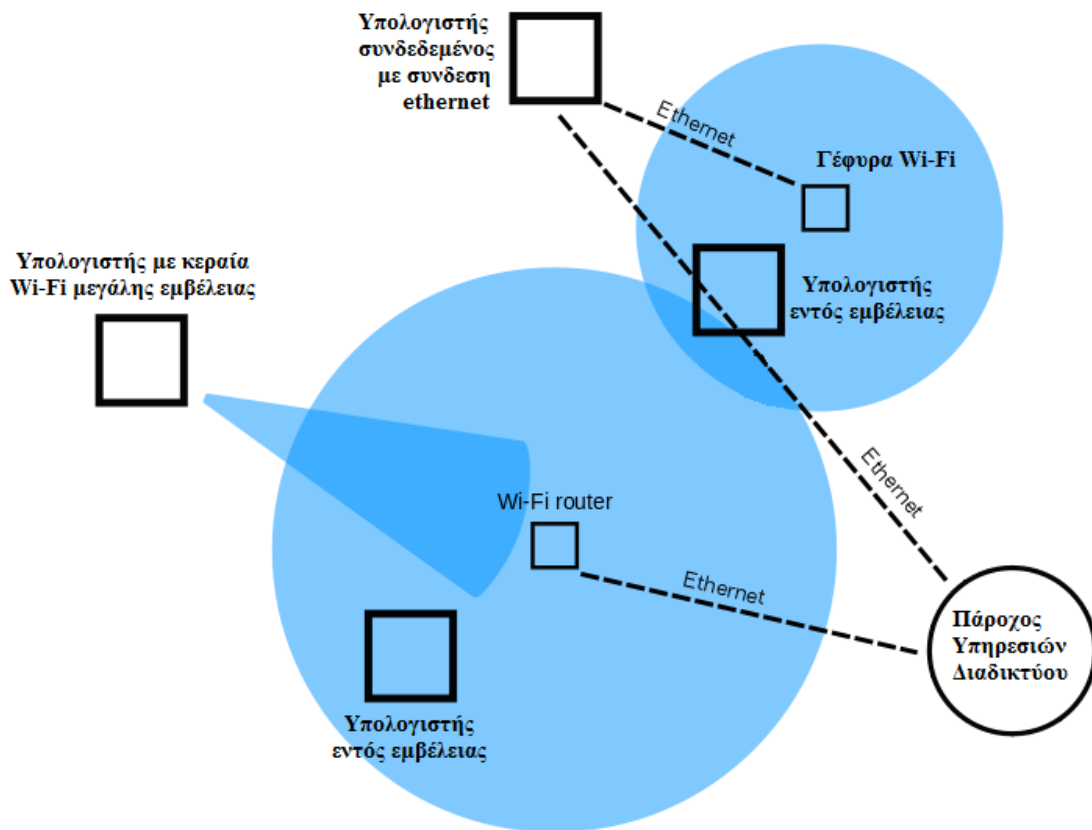 Υπολογιστής
συνδεδεμένος
με συνδεση
ethernet
Ethernet
Γέφυρα Wi-Fi
Υπολογιστής με κεραία
Wi-Fi μεγάλης εμβέλειας
Υπολογιστής
εντός εμβέλειας
Ethernet
Wi-Fi router
Ethernet
Πάροχος
Υπηρεσιών
Διαδικτύου
Υπολογιστής
εντός εμβέλειας